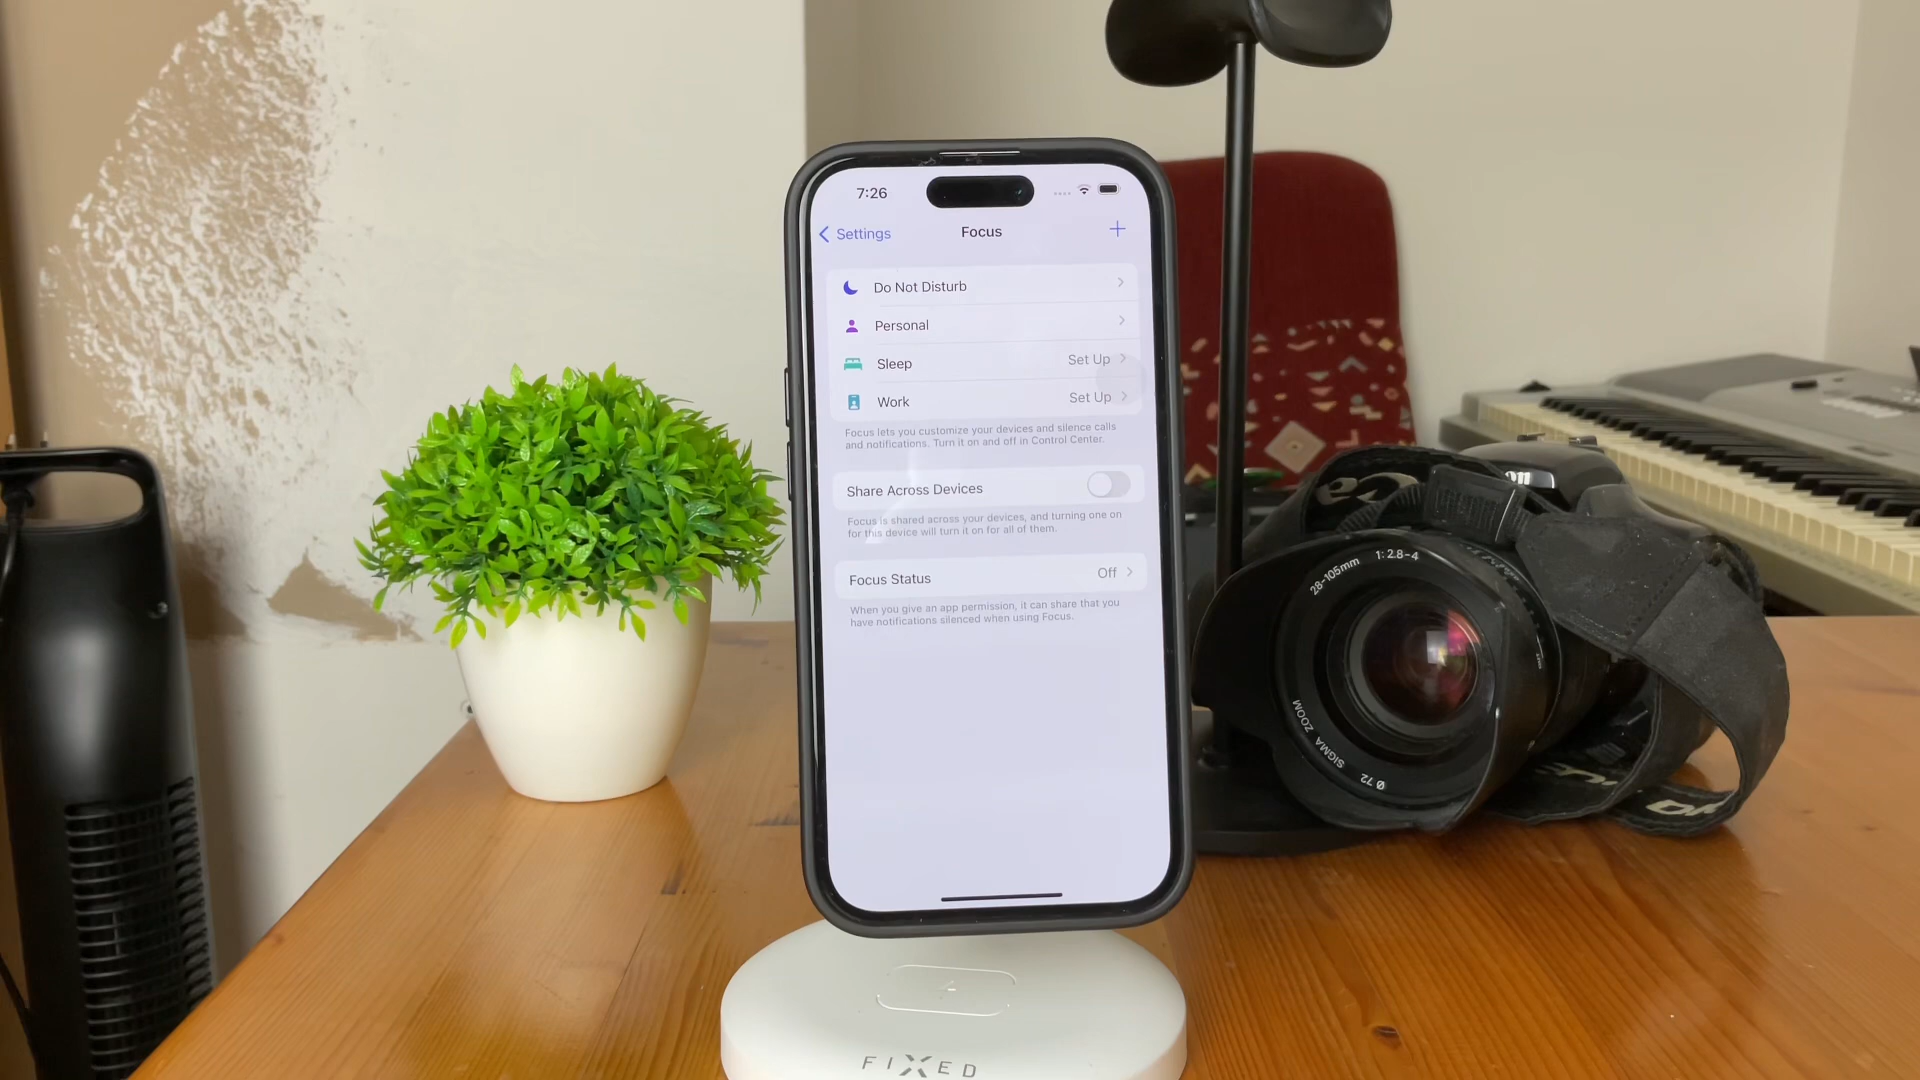 7:26
Settings
Focus
Do Not Disturb
Personal
Sleep
Set Up
Work
Set Up
Focus lets you customize your devices and silence calls
and notifications. Turn it on and off in Control Center.
Share Across Devices
Focus is shared across your devices, and turning one on
for this device will turn it on for all of them.
Focus Status
Off
When you give an app permission, it can share that you
have notifications silenced when using Focus.
28-105mm 1:2.8-4
SIGMA ZOOM
Ø 72
FIXED